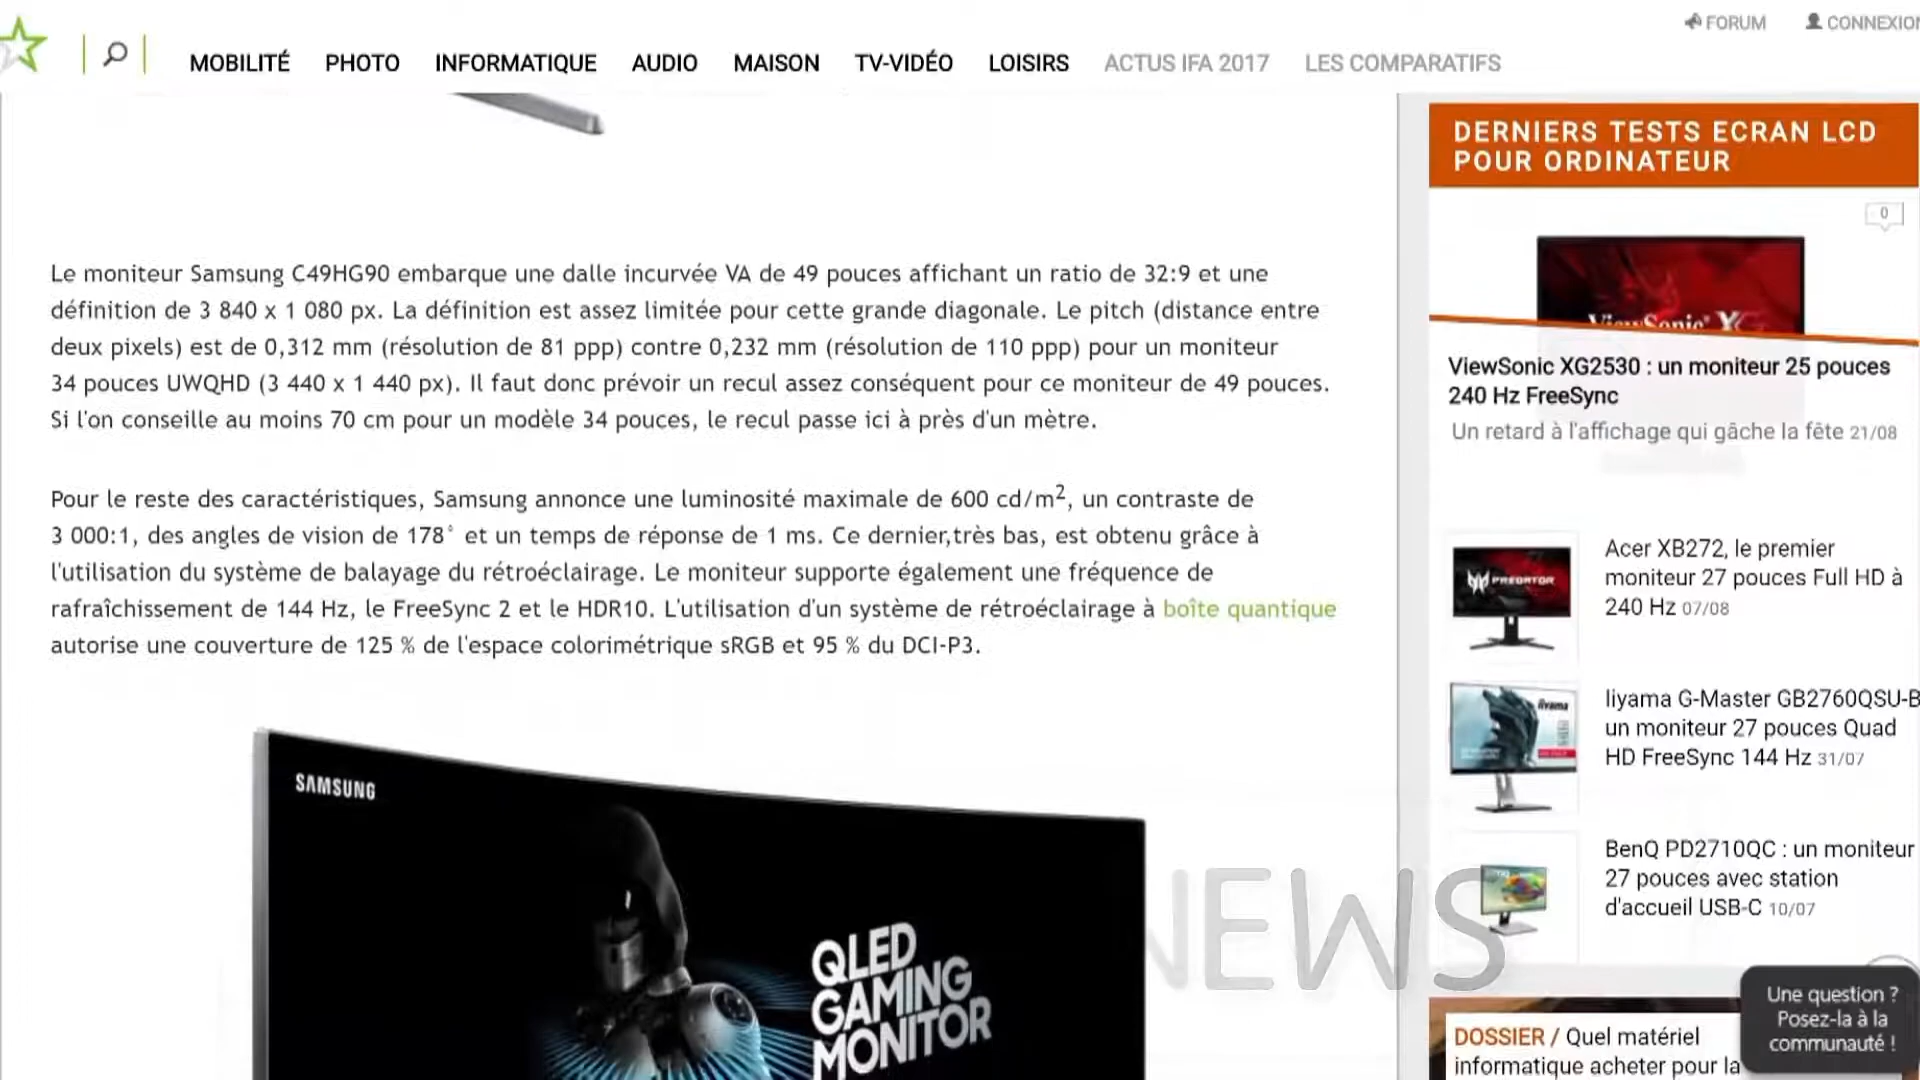 FORUM
CONNEXION
MOBILITÉ PHOTO INFORMATIQUE AUDIO MAISON TV-VIDÉO LOISIRS ACTUS IFA 2017 LES COMPARATIFS
Le moniteur Samsung C49HG90 embarque une dalle incurvée VA de 49 pouces affichant un ratio de 32:9 et une
définition de 3 840 x 1 080 px. La définition est assez limitée pour cette grande diagonale. Le pitch (distance entre
deux pixels) est de 0,312 mm (résolution de 81 ppp) contre 0,232 mm (résolution de 110 ppp) pour un moniteur
34 pouces UWQHD (3 440 x 1 440 px). Il faut donc prévoir un recul assez conséquent pour ce moniteur de 49 pouces.
Si l'on conseille au moins 70 cm pour un modèle 34 pouces, le recul passe ici à près d'un mètre.
Pour le reste des caractéristiques, Samsung annonce une luminosité maximale de 600 cd/m², un contraste de
3 000:1, des angles de vision de 178° et un temps de réponse de 1 ms. Ce dernier,très bas, est obtenu grâce à
l'utilisation du système de balayage du rétroéclairage. Le moniteur supporte également une fréquence de
rafraîchissement de 144 Hz, le FreeSync 2 et le HDR10. L'utilisation d'un système de rétroéclairage à boîte quantique
autorise une couverture de 125 % de l'espace colorimétrique sRGB et 95 % du DCI-P3.
SAMSUNG
QLED
GAMING
MONITOR
NEWS
DERNIERS TESTS ECRAN LCD
POUR ORDINATEUR
0
ViewSonic XG
ViewSonic XG2530 : un moniteur 25 pouces
240 Hz FreeSync
Un retard à l'affichage qui gâche la fête 21/08
PREDATOR
Acer XB272, le premier
moniteur 27 pouces Full HD à
240 Hz 07/08
iiyama
Iiyama G-Master GB2760QSU-B
un moniteur 27 pouces Quad
HD FreeSync 144 Hz 31/07
BenQ PD2710QC : un moniteur
27 pouces avec station
d'accueil USB-C 10/07
Une question ?
Posez-la à la
communauté !
DOSSIER / Quel matériel
informatique acheter pour la